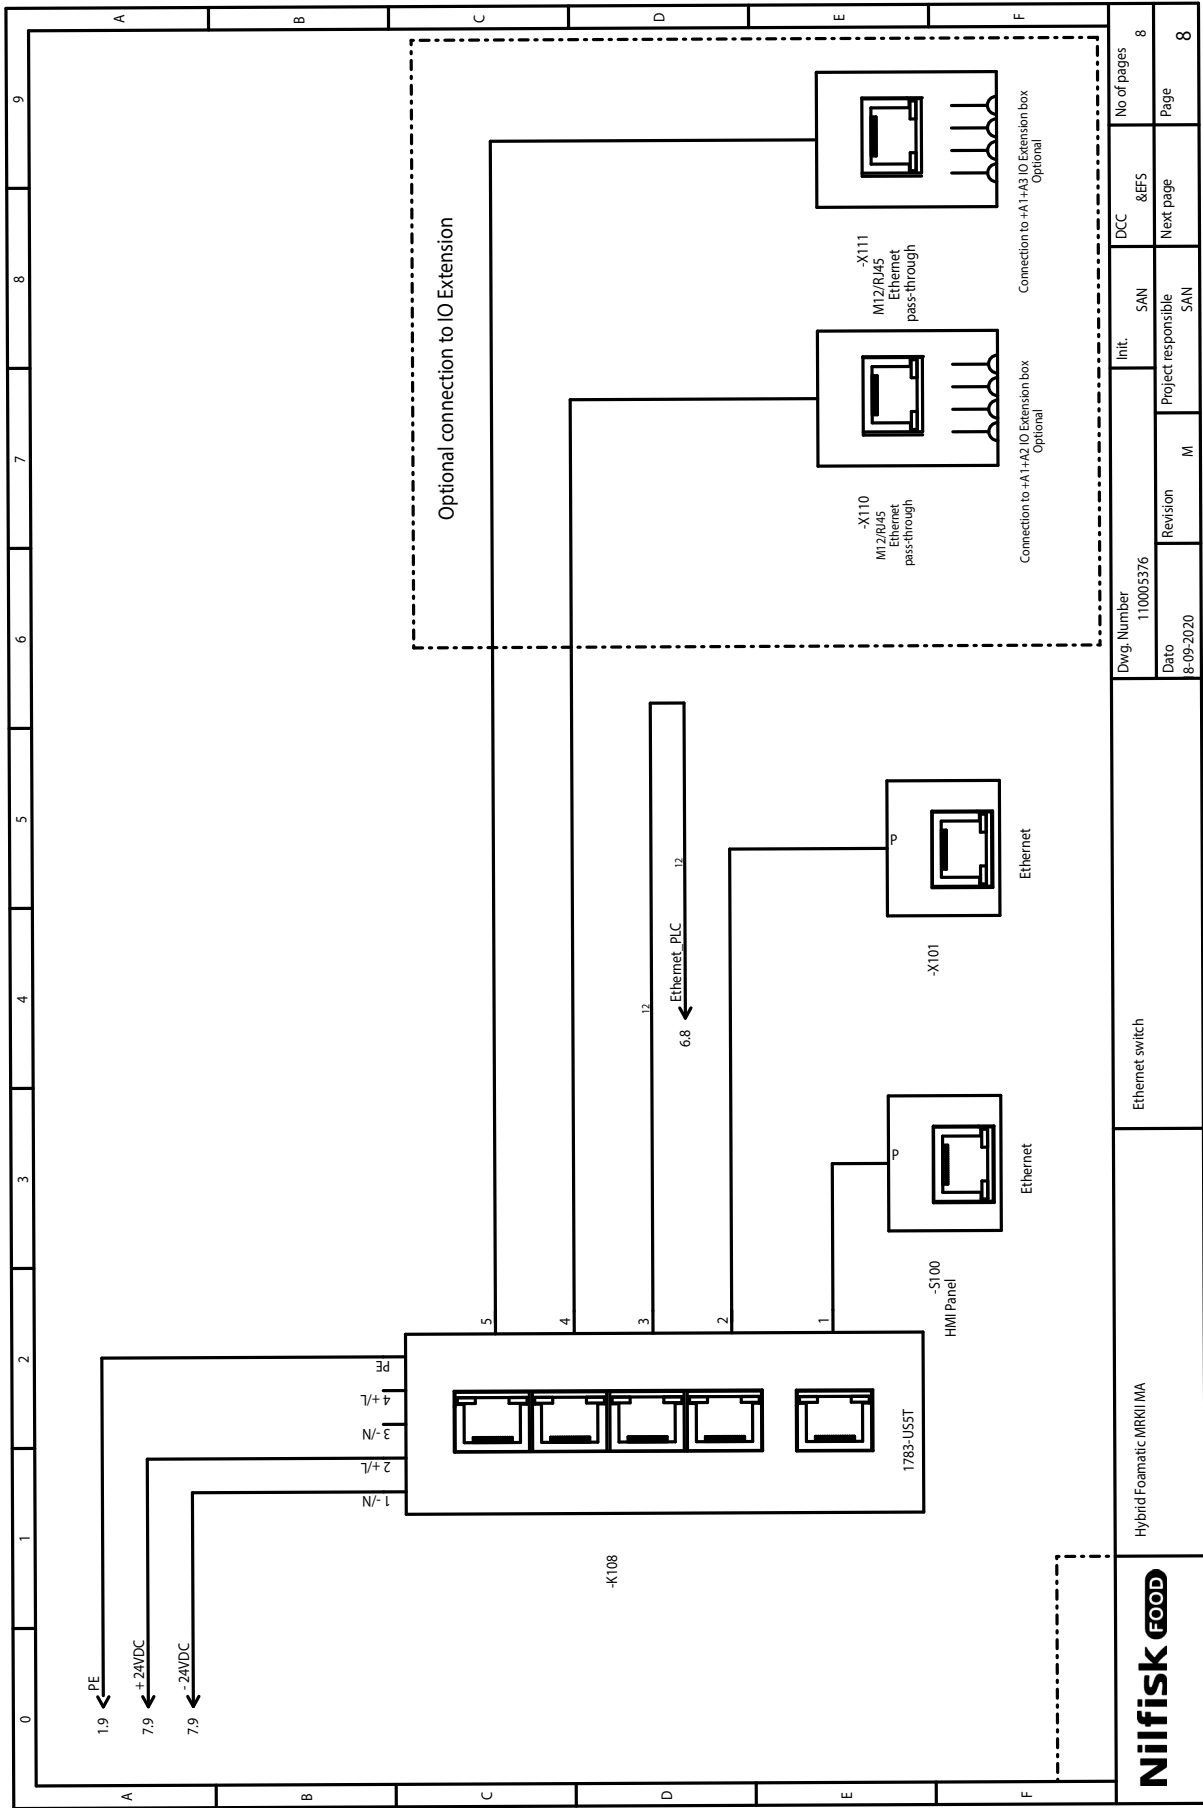 0
1
2
3
4
5
6
7
8
9
A
B
C
D
E
F
A
B
C
D
E
F
1.9
PE
7.9
+ 24VDC
7.9
- 24VDC
1 -/N
2 +/L
3 -/N
4 +/L
PE
-K108
5
4
3
2
1
1783-US5T
12
12
Ethernet_PLC
6.8
-S100
HMI Panel
P
Ethernet
-X101
P
Ethernet
Optional connection to IO Extension
-X110
M12/RJ45
Ethernet
pass-through
Connection to +A1+A2 IO Extension box
Optional
-X111
M12/RJ45
Ethernet
pass-through
Connection to +A1+A3 IO Extension box
Optional
Nilfisk FOOD
Hybrid Foamatic MRKII MA
Ethernet switch
Dwg. Number
110005376
Init.
SAN
DCC
&EFS
No of pages
8
Dato
8-09-2020
Revision
M
Project responsible
SAN
Next page
Page
8